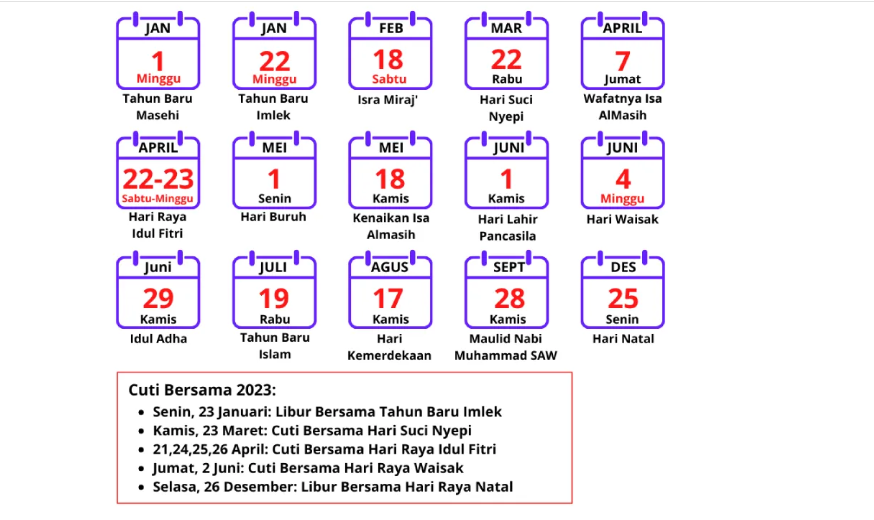 JAN
1
Minggu
Tahun Baru
Masehi
JAN
22
Minggu
Tahun Baru
Imlek
FEB
18
Sabtu
Isra Miraj'
MAR
22
Rabu
Hari Suci
Nyepi
APRIL
7
Jumat
Wafatnya Isa
AlMasih
APRIL
22-23
Sabtu-Minggu
Hari Raya
Idul Fitri
MEI
1
Senin
Hari Buruh
MEI
18
Kamis
Kenaikan Isa
Almasih
JUNI
1
Kamis
Hari Lahir
Pancasila
JUNI
4
Minggu
Hari Waisak
Juni
29
Kamis
Idul Adha
JULI
19
Rabu
Tahun Baru
Islam
AGUS
17
Kamis
Hari
Kemerdekaan
SEPT
28
Kamis
Maulid Nabi
Muhammad SAW
DES
25
Senin
Hari Natal
Cuti Bersama 2023:
• Senin, 23 Januari: Libur Bersama Tahun Baru Imlek
• Kamis, 23 Maret: Cuti Bersama Hari Suci Nyepi
• 21,24,25,26 April: Cuti Bersama Hari Raya Idul Fitri
• Jumat, 2 Juni: Cuti Bersama Hari Raya Waisak
• Selasa, 26 Desember: Libur Bersama Hari Raya Natal